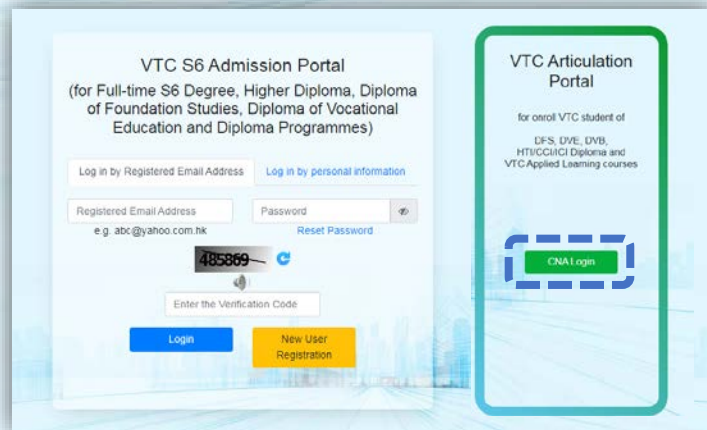 VTC S6 Admission Portal
(for Full-time S6 Degree, Higher Diploma, Diploma
of Foundation Studies, Diploma of Vocational
Education and Diploma Programmes)
Log in by Registered Email Address
Log in by personal information
Registered Email Address
Password
e.g. abc@yahoo.com.hk
Reset Password
485869
Enter the Verification Code
Login
New User
Registration
VTC Articulation
Portal
for enroll VTC student of
DFS, DVE, DVB,
HTI/CCI/ICI Diploma and
VTC Applied Learning courses
CNA Login